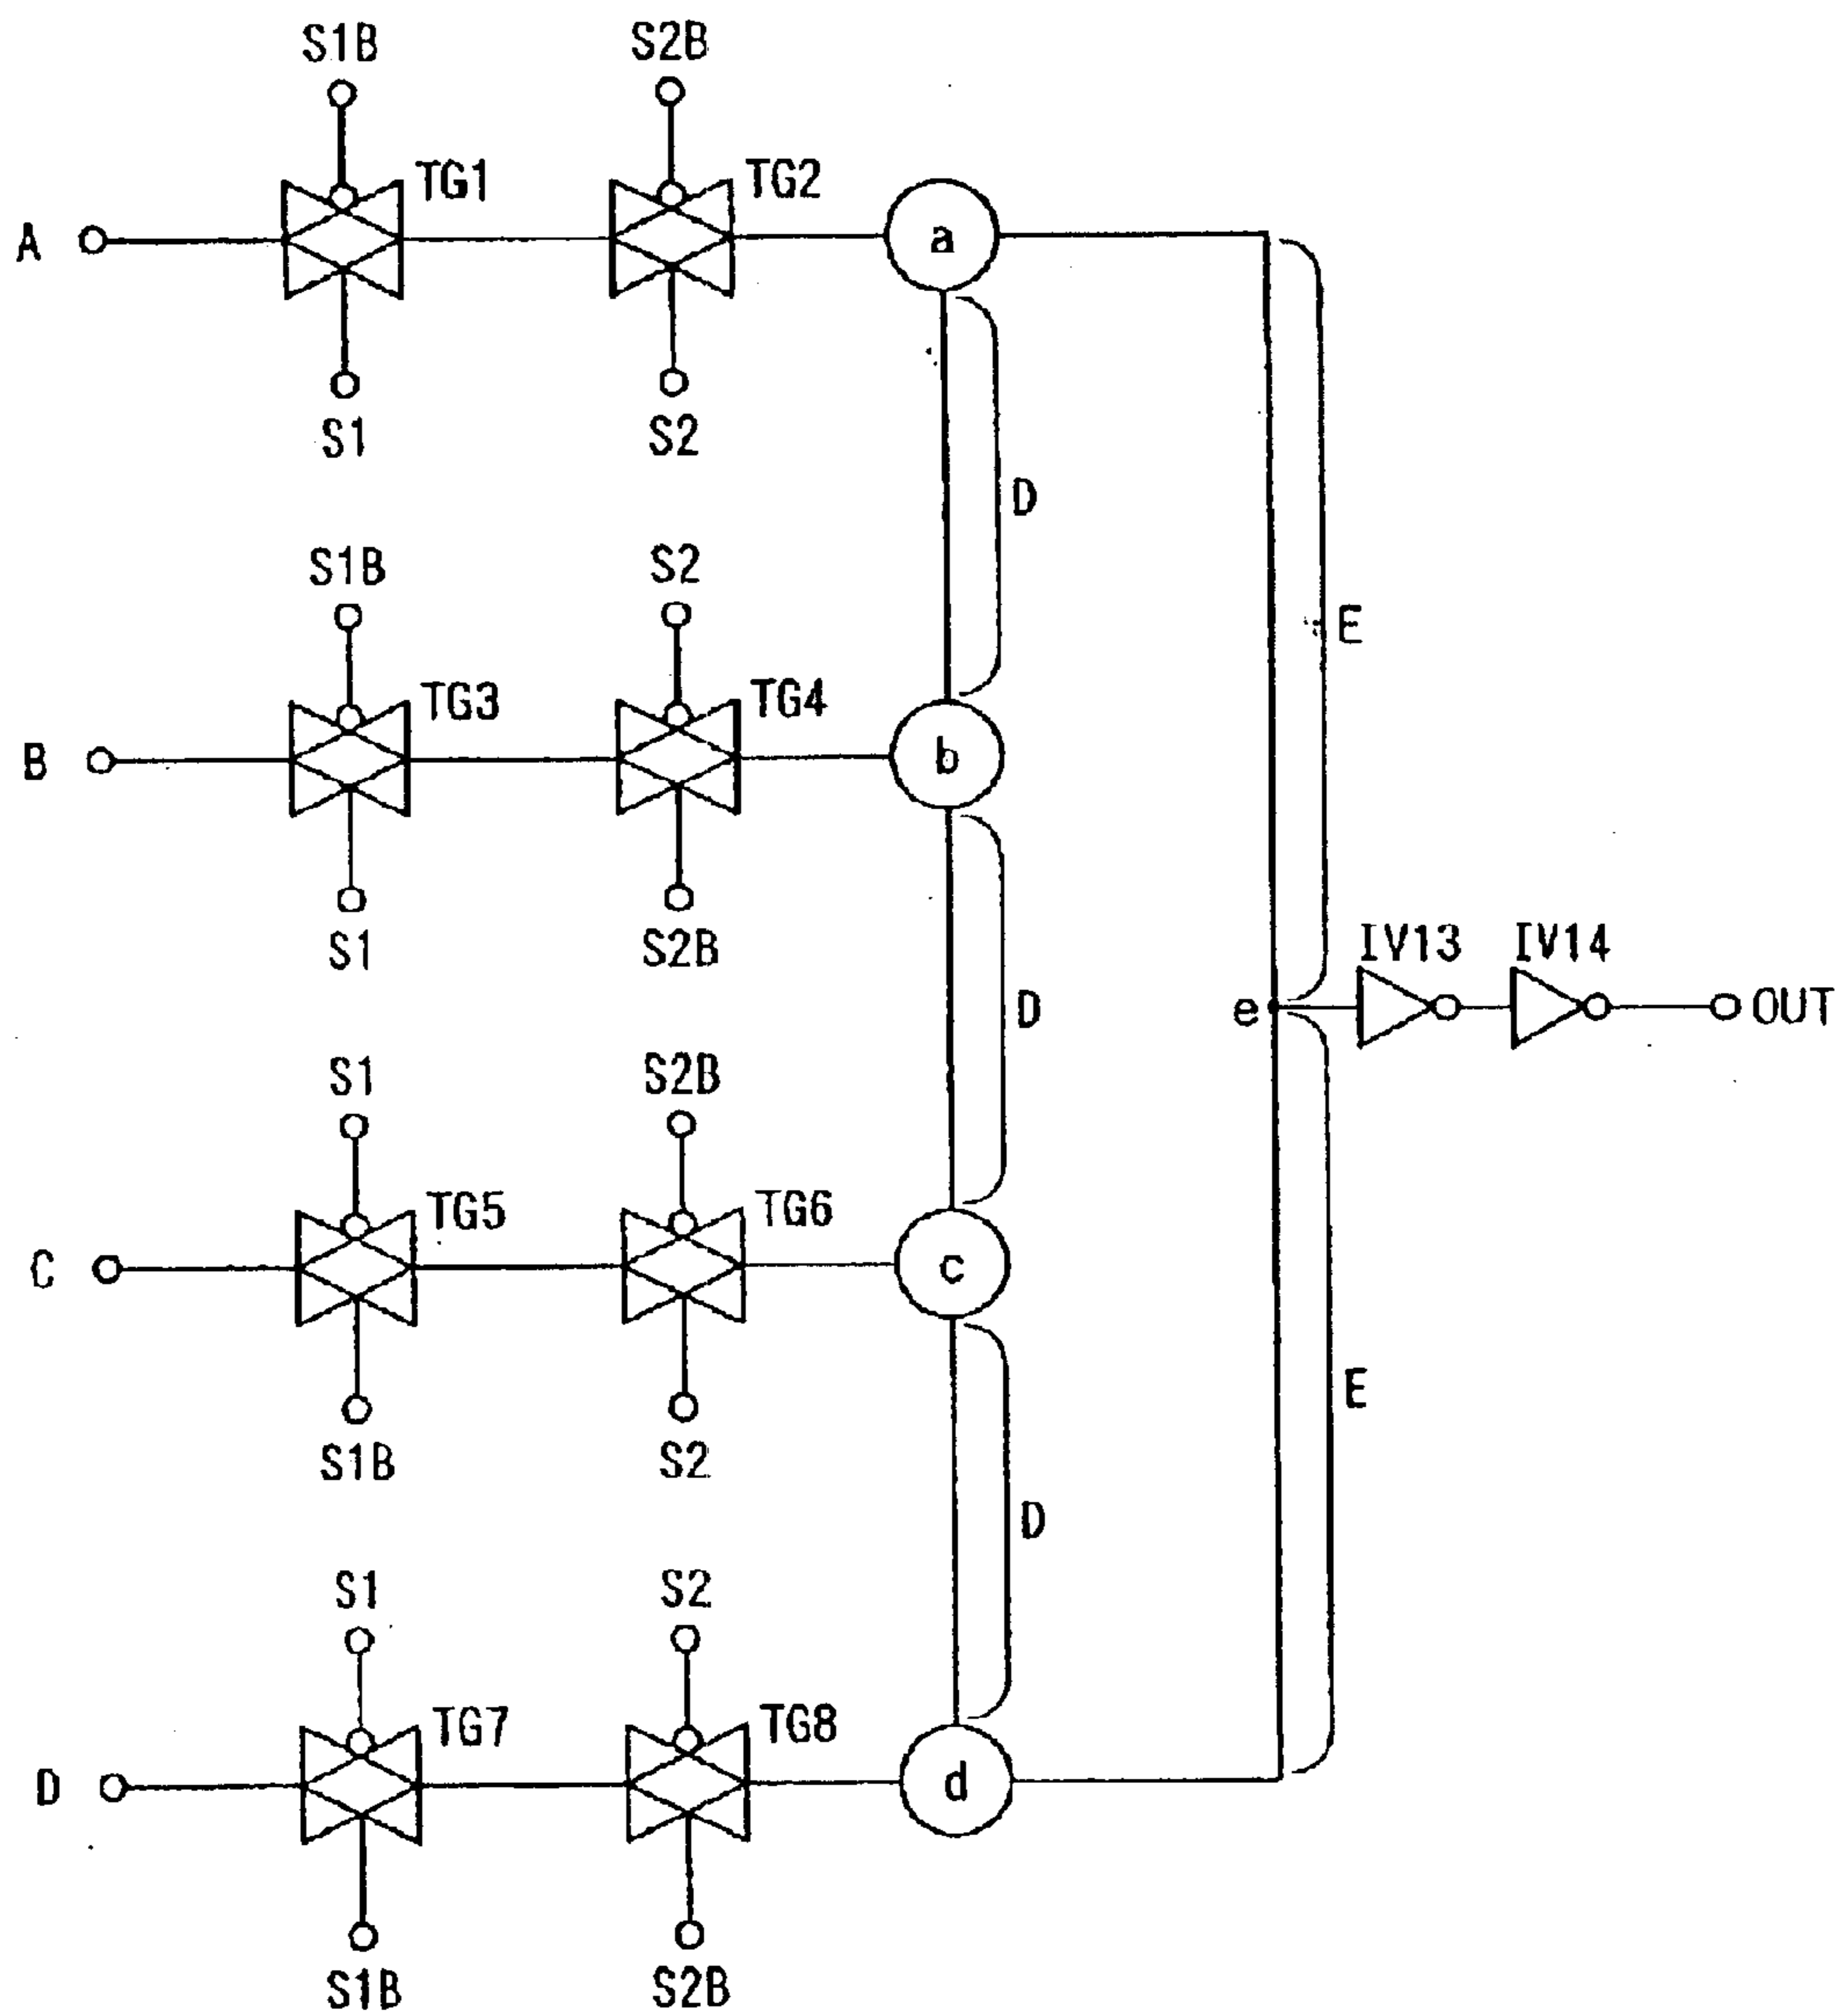 S1B
S2B
TG1
TG2
A
a
S1
S2
D
S1B
S2
E
TG3
TG4
B
b
S1
S2B
IV13
IV14
D
e
OUT
S1
S2B
TG5
TG6
C
c
E
S1B
S2
D
S1
S2
TG7
TG8
D
d
S1B
S2B